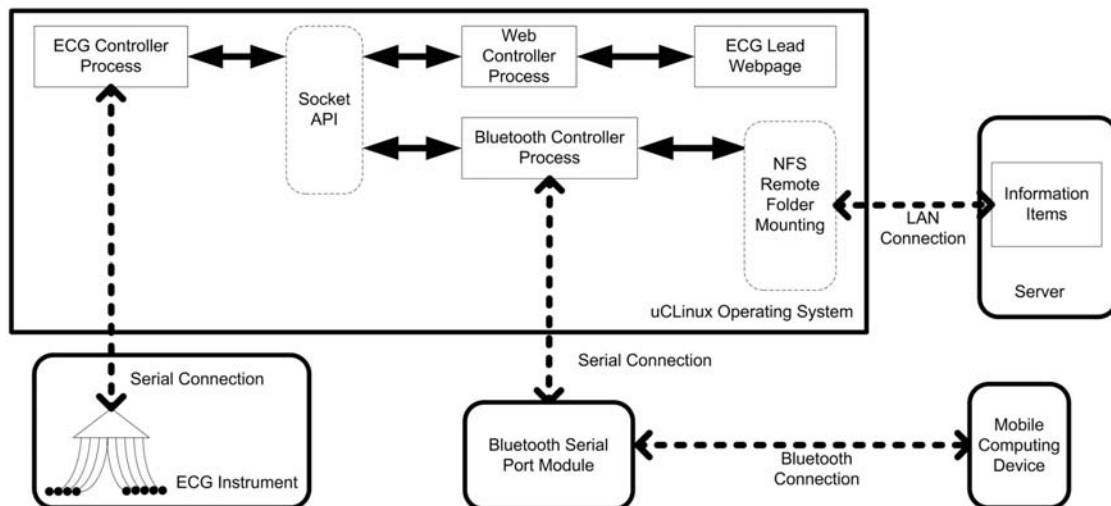 ECG Controller
Process
Socket
API
Web
Controller
Process
ECG Lead
Webpage
Bluetooth Controller
Process
NFS
Remote
Folder
Mounting
LAN
Connection
Information
Items
Server
uCLinux Operating System
Serial Connection
ECG Instrument
Serial Connection
Bluetooth Serial
Port Module
Bluetooth
Connection
Mobile
Computing
Device